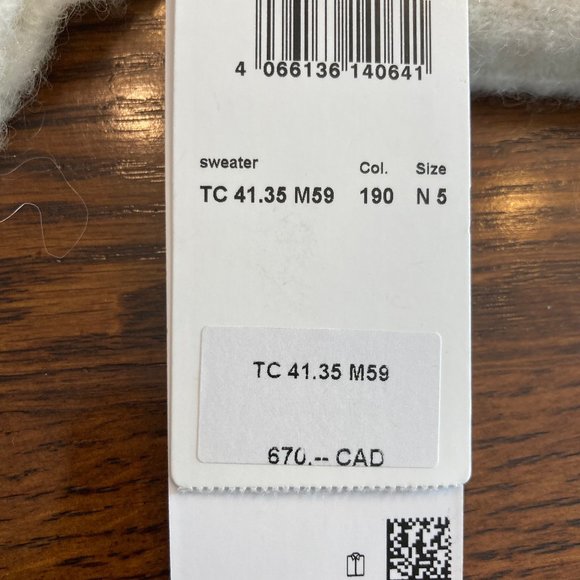 4 066136 140641
sweater Col. Size
TC 41.35 M59 190 N 5
TC 41.35 M59
670.-- CAD